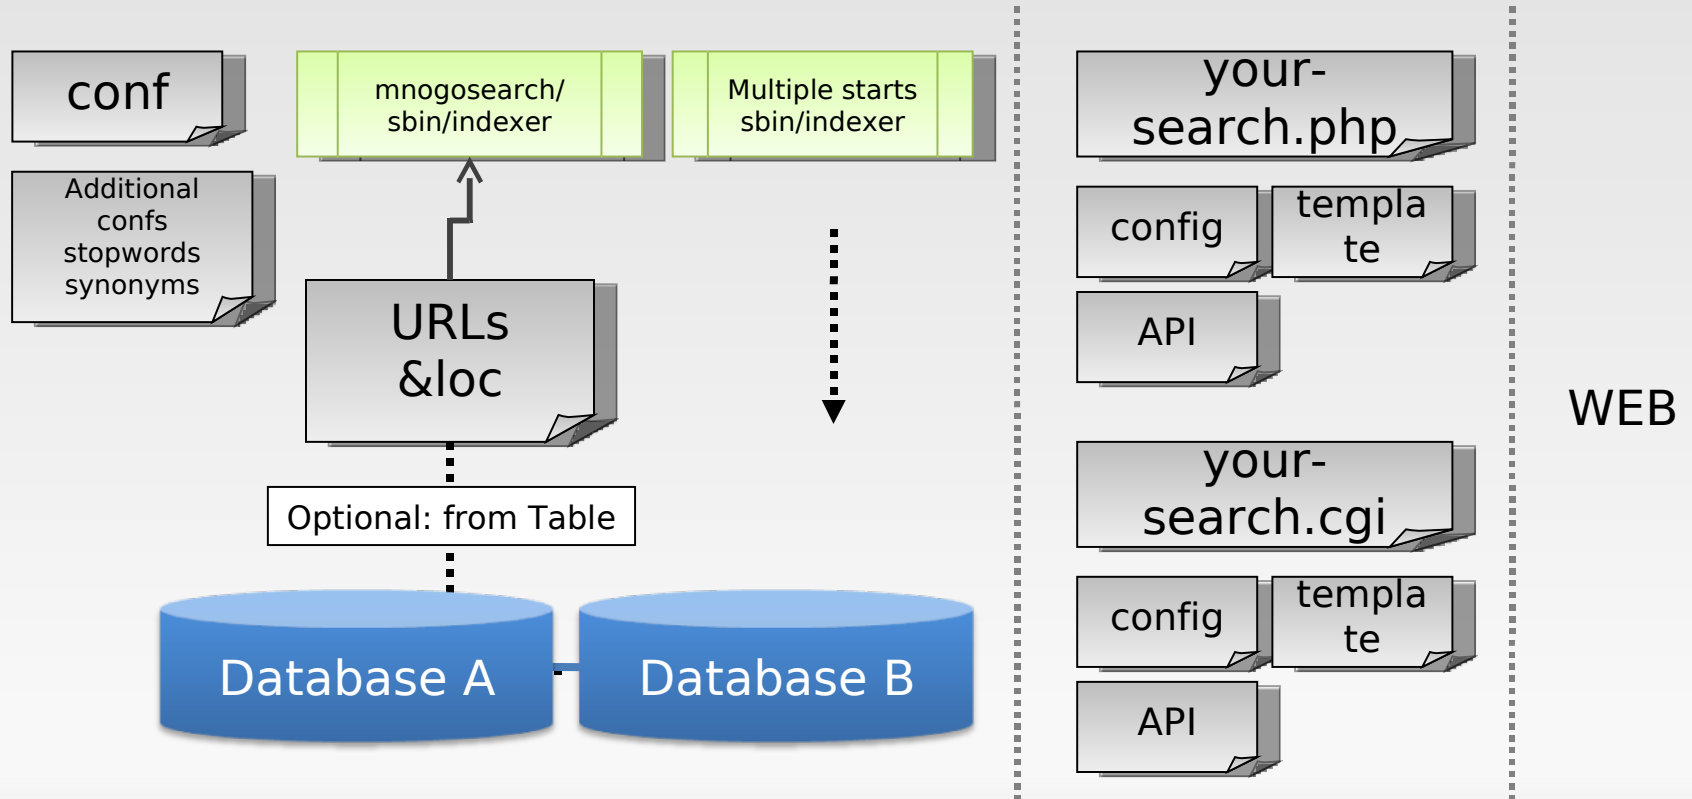 conf
Additional
confs
stopwords
synonyms
mnogosearch/
sbin/indexer
Multiple starts
sbin/indexer
URLs
&loc
Optional: from Table
Database A
Database B
your-
search.php
config
templa
te
API
your-
search.cgi
config
templa
te
API
WEB